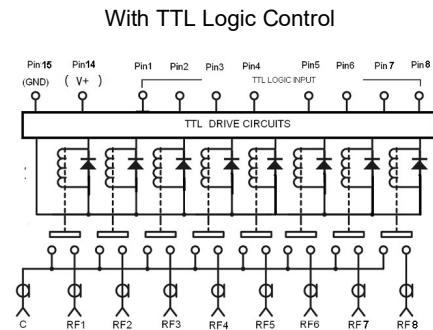 With TTL Logic Control
Pin15 Pin14 Pin1 Pin2 Pin3 Pin4 Pin5 Pin6 Pin7 Pin8
(GND) ( V+ ) TTL LOGIC INPUT
TTL DRIVE CIRCUITS
C RF1 RF2 RF3 RF4 RF5 RF6 RF7 RF8